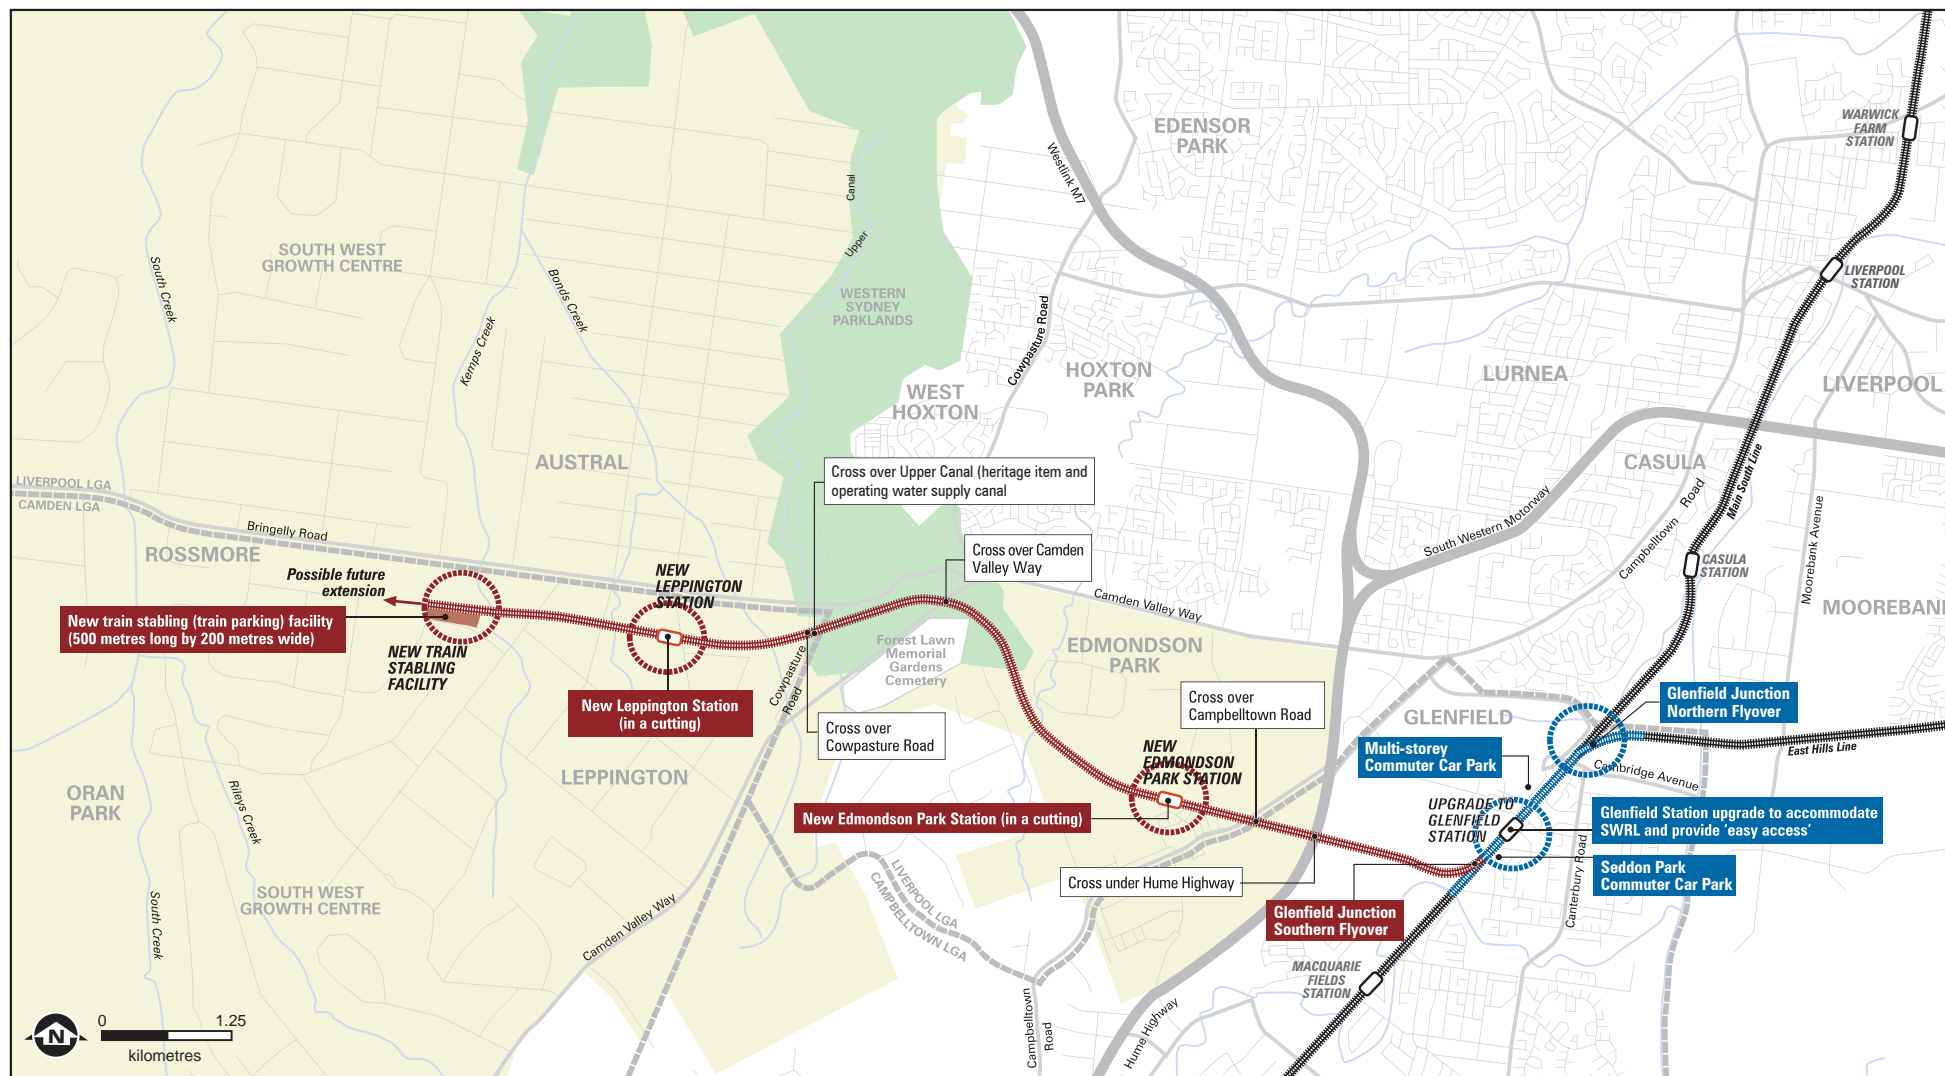 EDENSOR
PARK
WARWICK
FARM
STATION
Westlink M7
Canal
Upper
SOUTH WEST
GROWTH CENTRE
South Creek
Bonds Creek
Kemps Creek
WESTERN
SYDNEY
PARKLANDS
LIVERPOOL
STATION
Cowpasture Road
HOXTON
PARK
LURNEA
LIVERPOOL
WEST
HOXTON
AUSTRAL
CASULA
Main South Line
Cross over Upper Canal (heritage item and
operating water supply canal
LIVERPOOL LGA
CAMDEN LGA
Bringelly Road
ROSSMORE
South Western Motorway
Campbelltown Road
Moorebank Avenue
CASULA
STATION
Cross over Camden
Valley Way
Camden Valley Way
Possible future
extension
NEW
LEPPINGTON
STATION
MOOREBANK
New train stabling (train parking) facility
(500 metres long by 200 metres wide)
NEW TRAIN
STABLING
FACILITY
Forest Lawn
Memorial
Gardens
Cemetery
EDMONDSON
PARK
Cowpasture
Road
New Leppington Station
(in a cutting)
Cross over
Cowpasture Road
Cross over
Campbelltown Road
GLENFIELD
Glenfield Junction
Northern Flyover
East Hills Line
Multi-storey
Commuter Car Park
Cambridge Avenue
NEW
EDMONDSON
PARK STATION
LEPPINGTON
ORAN
PARK
Rileys Creek
New Edmondson Park Station (in a cutting)
UPGRADE TO
GLENFIELD
STATION
Glenfield Station upgrade to accommodate
SWRL and provide ‘easy access’
Seddon Park
Commuter Car Park
Canterbury Road
Cross under Hume Highway
LIVERPOOL LGA
CAMPBELLTOWN LGA
SOUTH WEST
GROWTH CENTRE
South Creek
Camden Valley Way
Glenfield Junction
Southern Flyover
MACQUARIE
FIELDS
STATION
Campbelltown
Road
Hume Highway
N
0 1.25
kilometres